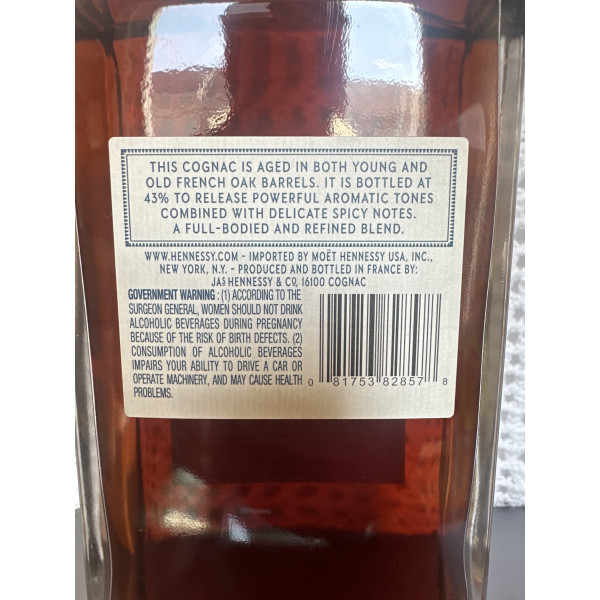 THIS COGNAC IS AGED IN BOTH YOUNG AND
OLD FRENCH OAK BARRELS. IT IS BOTTLED AT
43% TO RELEASE POWERFUL AROMATIC TONES
COMBINED WITH DELICATE SPICY NOTES.
A FULL-BODIED AND REFINED BLEND.
WWW.HENNESSY.COM - IMPORTED BY MOËT HENNESSY USA, INC.,
NEW YORK, N.Y. - PRODUCED AND BOTTLED IN FRANCE BY:
JAS HENNESSY & CO, 16100 COGNAC
GOVERNMENT WARNING : (1) ACCORDING TO THE
SURGEON GENERAL, WOMEN SHOULD NOT DRINK
ALCOHOLIC BEVERAGES DURING PREGNANCY
BECAUSE OF THE RISK OF BIRTH DEFECTS. (2)
CONSUMPTION OF ALCOHOLIC BEVERAGES
IMPAIRS YOUR ABILITY TO DRIVE A CAR OR
OPERATE MACHINERY, AND MAY CAUSE HEALTH
PROBLEMS.
0 81753 82857 8